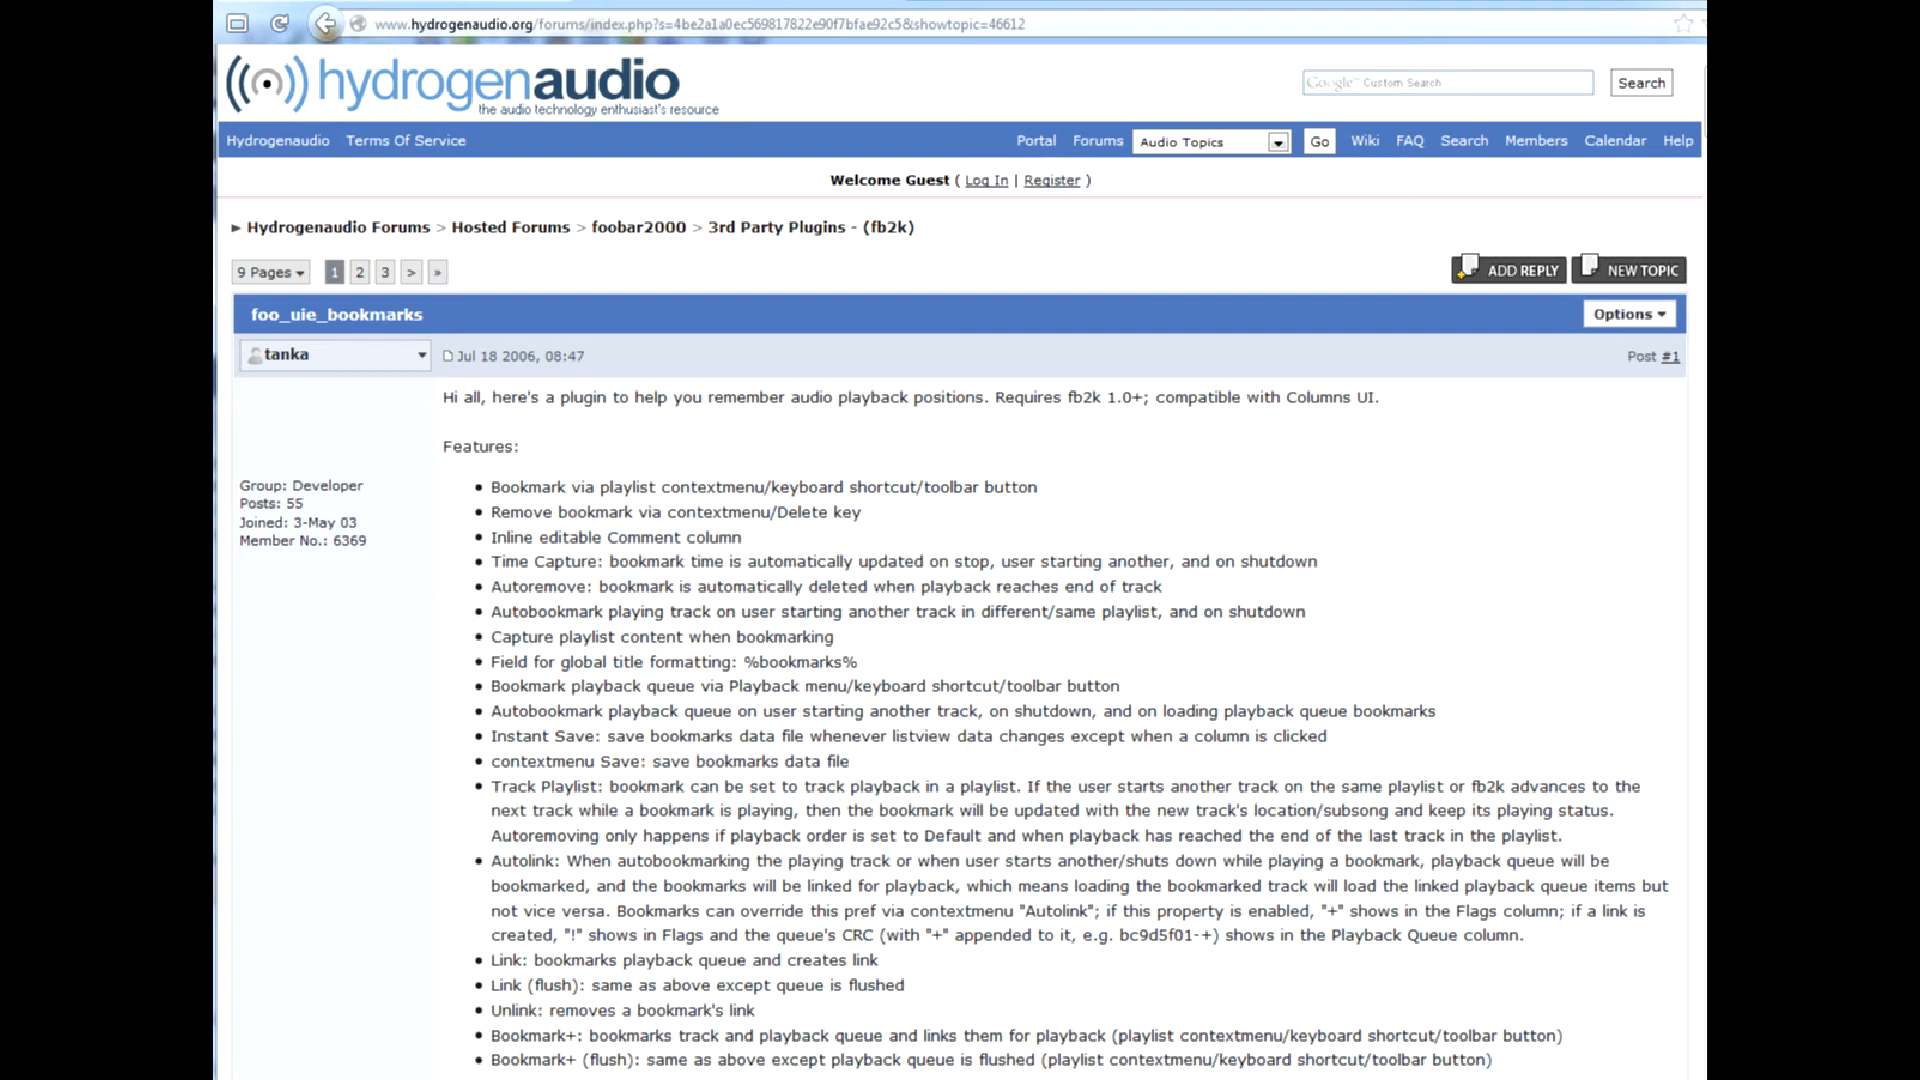 www.hydrogenaudio.org/forums/index.php?s=4be2a1a0ec569817822e90f7bfae92c5&showtopic=46612
hydrogenaudio
the audio technology enthusiast's resource
Google™ Custom Search
Search
Hydrogenaudio Terms Of Service Portal Forums Audio Topics Go Wiki FAQ Search Members Calendar Help
Welcome Guest ( Log In | Register )
Hydrogenaudio Forums > Hosted Forums > foobar2000 > 3rd Party Plugins - (fb2k)
9 Pages 1 2 3 > » ADD REPLY NEW TOPIC
foo_uie_bookmarks Options
tanka Jul 18 2006, 08:47 Post #1
Hi all, here's a plugin to help you remember audio playback positions. Requires fb2k 1.0+; compatible with Columns UI.
Features:
Group: Developer
Posts: 55
Joined: 3-May 03
Member No.: 6369
• Bookmark via playlist contextmenu/keyboard shortcut/toolbar button
• Remove bookmark via contextmenu/Delete key
• Inline editable Comment column
• Time Capture: bookmark time is automatically updated on stop, user starting another, and on shutdown
• Autoremove: bookmark is automatically deleted when playback reaches end of track
• Autobookmark playing track on user starting another track in different/same playlist, and on shutdown
• Capture playlist content when bookmarking
• Field for global title formatting: %bookmarks%
• Bookmark playback queue via Playback menu/keyboard shortcut/toolbar button
• Autobookmark playback queue on user starting another track, on shutdown, and on loading playback queue bookmarks
• Instant Save: save bookmarks data file whenever listview data changes except when a column is clicked
• contextmenu Save: save bookmarks data file
• Track Playlist: bookmark can be set to track playback in a playlist. If the user starts another track on the same playlist or fb2k advances to the
next track while a bookmark is playing, then the bookmark will be updated with the new track's location/subsong and keep its playing status.
Autoremoving only happens if playback order is set to Default and when playback has reached the end of the last track in the playlist.
• Autolink: When autobookmarking the playing track or when user starts another/shuts down while playing a bookmark, playback queue will be
bookmarked, and the bookmarks will be linked for playback, which means loading the bookmarked track will load the linked playback queue items but
not vice versa. Bookmarks can override this pref via contextmenu "Autolink"; if this property is enabled, "+" shows in the Flags column; if a link is
created, "!" shows in Flags and the queue's CRC (with "+" appended to it, e.g. bc9d5f01-+) shows in the Playback Queue column.
• Link: bookmarks playback queue and creates link
• Link (flush): same as above except queue is flushed
• Unlink: removes a bookmark's link
• Bookmark+: bookmarks track and playback queue and links them for playback (playlist contextmenu/keyboard shortcut/toolbar button)
• Bookmark+ (flush): same as above except playback queue is flushed (playlist contextmenu/keyboard shortcut/toolbar button)